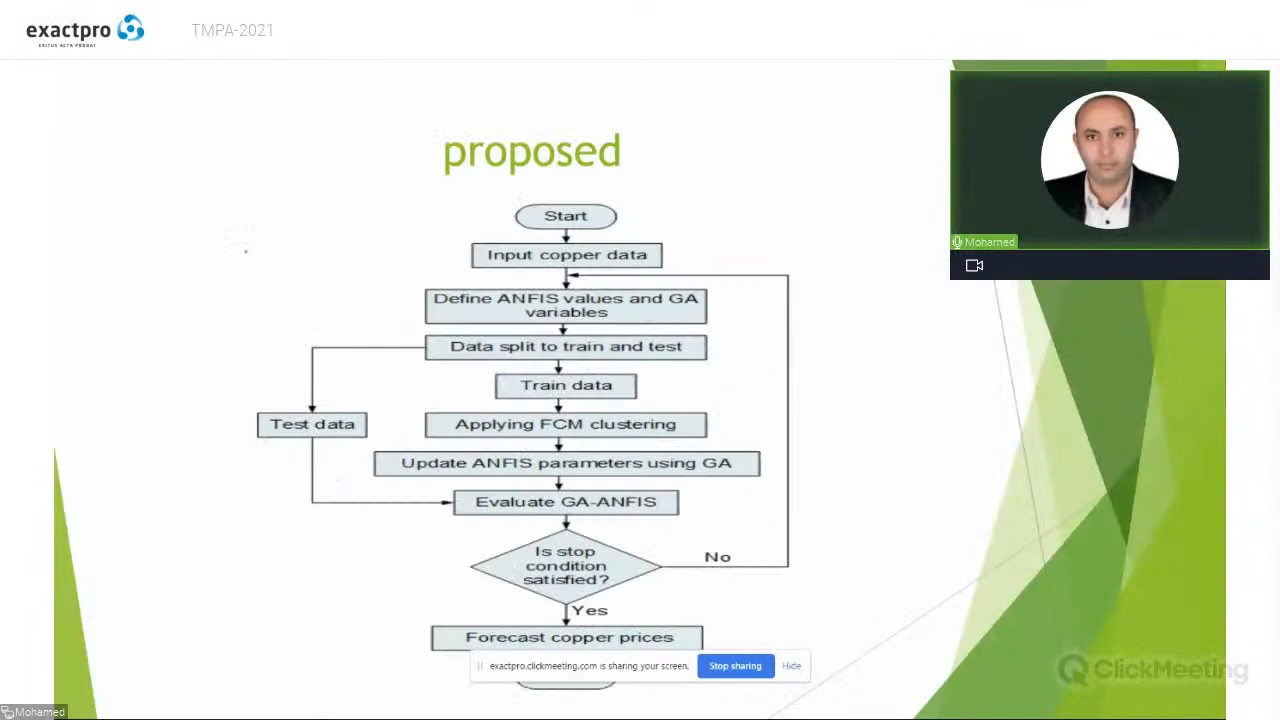 exactpro
EXITUS ACTA PROBAT
TMPA-2021
proposed
Start
Input copper data
Define ANFIS values and GA
variables
Data split to train and test
Train data
Test data
Applying FCM clustering
Update ANFIS parameters using GA
Evaluate GA-ANFIS
Is stop
condition
satisfied?
No
Yes
Forecast copper prices
exactpro.clickmeeting.com is sharing your screen.
Stop sharing
Hide
Mohamed
ClickMeeting
Mohamed